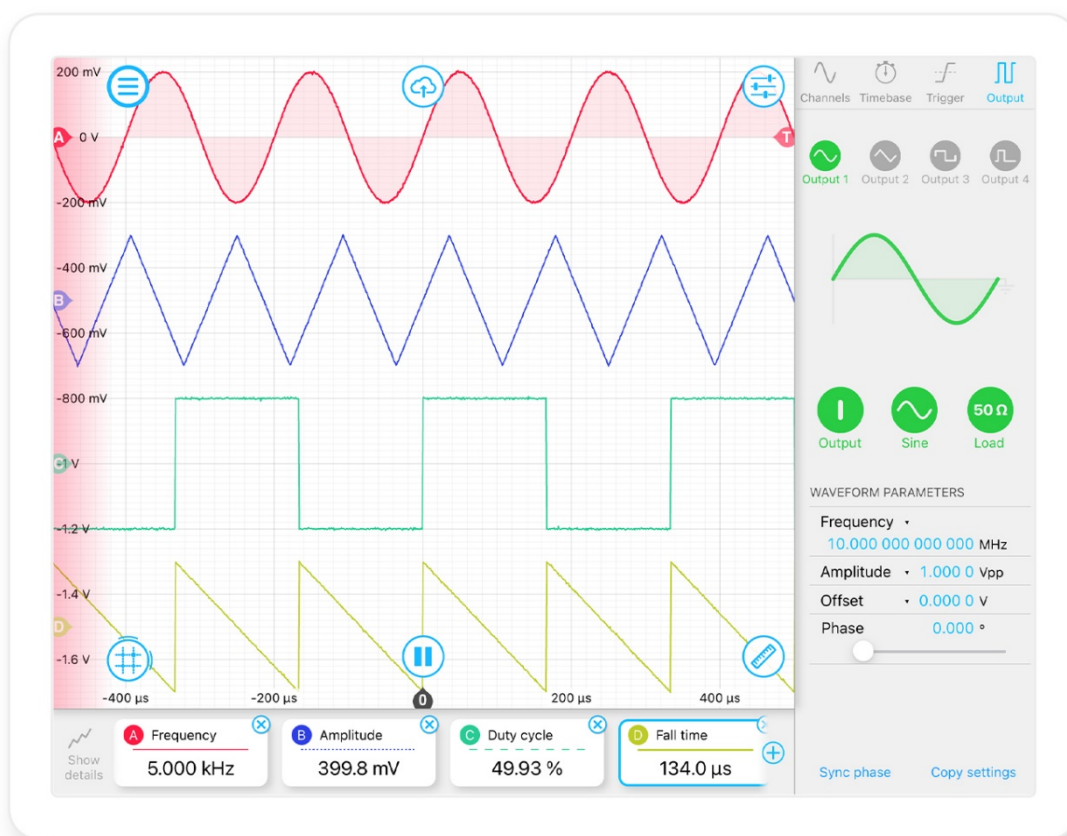 200 mV
A 0 V
T
-200 mV
-400 mV
B
-600 mV
-800 mV
C -1 V
-1.2 V
-1.4 V
D
-1.6 V
-400 µs -200 µs 0 200 µs 400 µs
Channels Timebase Trigger Output
Output 1 Output 2 Output 3 Output 4
50 Ω
Output Sine Load
WAVEFORM PARAMETERS
Frequency
10.000 000 000 000 MHz
Amplitude 1.000 0 Vpp
Offset 0.000 0 V
Phase 0.000 °
Show
details
A Frequency
5.000 kHz
B Amplitude
399.8 mV
C Duty cycle
49.93 %
D Fall time
134.0 µs
Sync phase Copy settings